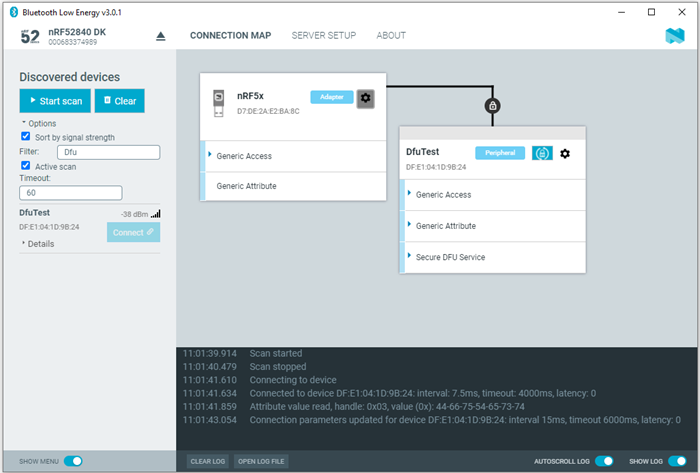 Bluetooth Low Energy v3.0.1
52
nRF52840 DK
000683374989
CONNECTION MAP
SERVER SETUP
ABOUT
Discovered devices
Start scan
Clear
Options
Sort by signal strength
Filter:
Dfu
Active scan
Timeout:
60
DfuTest
-38 dBm
DF:E1:04:1D:9B:24
Connect
Details
nRF5x
Adapter
D7:DE:2A:E2:BA:8C
Generic Access
Generic Attribute
DfuTest
Peripheral
DF:E1:04:1D:9B:24
Generic Access
Generic Attribute
Secure DFU Service
11:01:39.914 Scan started
11:01:40.479 Scan stopped
11:01:41.610 Connecting to device
11:01:41.634 Connected to device DF:E1:04:1D:9B:24: interval: 7.5ms, timeout: 4000ms, latency: 0
11:01:41.859 Attribute value read, handle: 0x03, value (0x): 44-66-75-54-65-73-74
11:01:43.054 Connection parameters updated for device DF:E1:04:1D:9B:24: interval 15ms, timeout 6000ms, latency: 0
SHOW MENU
CLEAR LOG
OPEN LOG FILE
AUTOSCROLL LOG
SHOW LOG